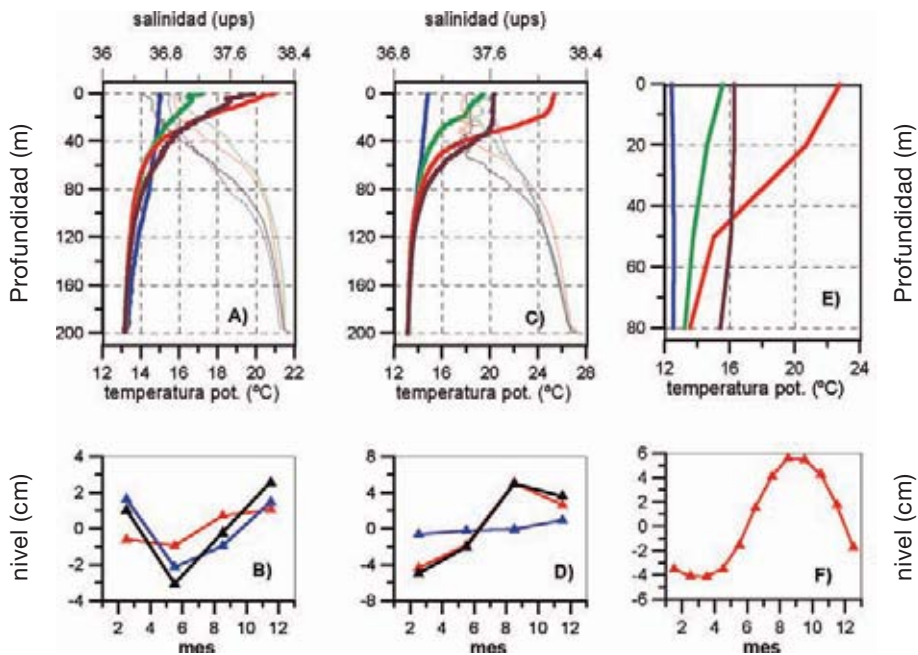 salinidad (ups)
36 36.8 37.6 38.4
Profundidad (m)
0
40
80
120
160
200
A)
12 14 16 18 20 22
temperatura pot. (ºC)
salinidad (ups)
36.8 37.6 38.4
0
40
80
120
160
200
C)
12 16 20 24 28
temperatura pot. (ºC)
0
20
40
60
80
E)
12 16 20 24
temperatura pot. (ºC)
Profundidad (m)
nivel (cm)
4
2
0
-2
-4
B)
2 4 6 8 10 12
mes
8
4
0
-4
-8
D)
2 4 6 8 10 12
mes
6
4
2
0
-2
-4
-6
F)
2 4 6 8 10 12
mes
nivel (cm)